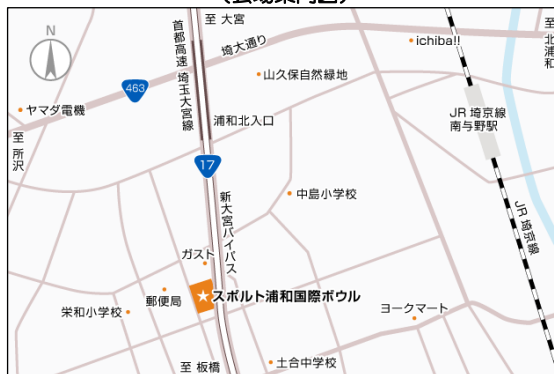 （会場案内図）
至 大宮
首都高速 埼玉大宮線
埼大通り
ichiba!!
至 北浦和
N
山久保自然緑地
463
ヤマダ電機
浦和北入口
JR 埼京線
南与野駅
至 所沢
17
中島小学校
新大宮バイパス
JR 埼京線
ガスト
郵便局
スポルト浦和国際ボウル
栄和小学校
ヨークマート
至 板橋
土合中学校